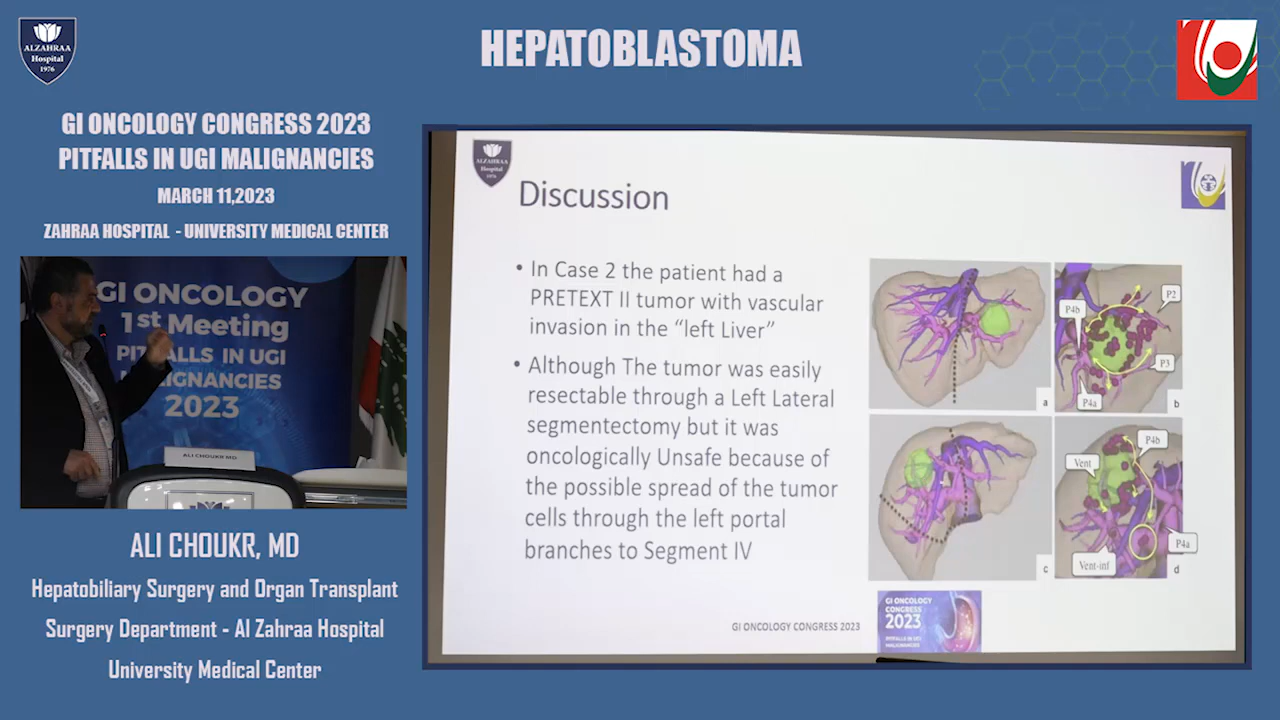 ALZAHRAA
Hospital
1976
HEPATOBLASTOMA
GI ONCOLOGY CONGRESS 2023
PITFALLS IN UGI MALIGNANCIES
MARCH 11,2023
ZAHRAA HOSPITAL - UNIVERSITY MEDICAL CENTER
GI ONCOLOGY
1st Meeting
PITFALLS IN UGI
MALIGNANCIES
2023
ALI CHOUKR MD
ALI CHOUKR, MD
Hepatobiliary Surgery and Organ Transplant
Surgery Department - Al Zahraa Hospital
University Medical Center
ALZAHRAA
Hospital
Discussion
• In Case 2 the patient had a
PRETEXT II tumor with vascular
invasion in the “left Liver”
• Although The tumor was easily
resectable through a Left Lateral
segmentectomy but it was
oncologically Unsafe because of
the possible spread of the tumor
cells through the left portal
branches to Segment IV
a
P4b
P2
P3
P4a
b
c
P4b
Vent
P4a
Vent-inf
d
GI ONCOLOGY CONGRESS 2023
GI ONCOLOGY
CONGRESS
2023
PITFALLS IN UGI
MALIGNANCIES